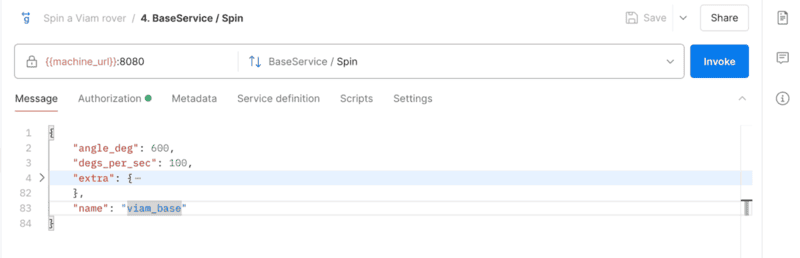 Spin a Viam rover / 4. BaseService / Spin
Save
Share
{{machine_url}}:8080
BaseService / Spin
Invoke
Message
Authorization
Metadata
Service definition
Scripts
Settings
1 {
2 "angle_deg": 600,
3 "degs_per_sec": 100,
4 "extra": {
82 },
83 "name": "viam_base"
84 }